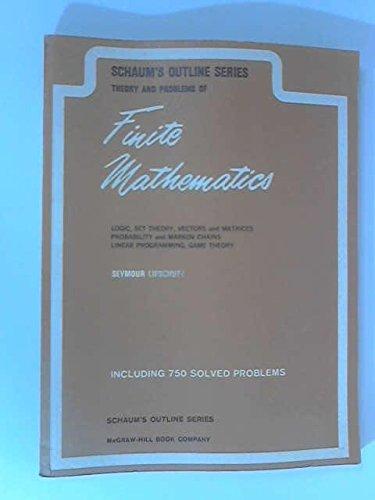 SCHAUM'S OUTLINE SERIES
THEORY AND PROBLEMS OF
Finite
Mathematics
LOGIC, SET THEORY, VECTORS and MATRICES
PROBABILITY and MARKOV CHAINS
LINEAR PROGRAMMING, GAME THEORY
SEYMOUR LIPSCHUTZ
INCLUDING 750 SOLVED PROBLEMS
SCHAUM'S OUTLINE SERIES
McGRAW-HILL BOOK COMPANY